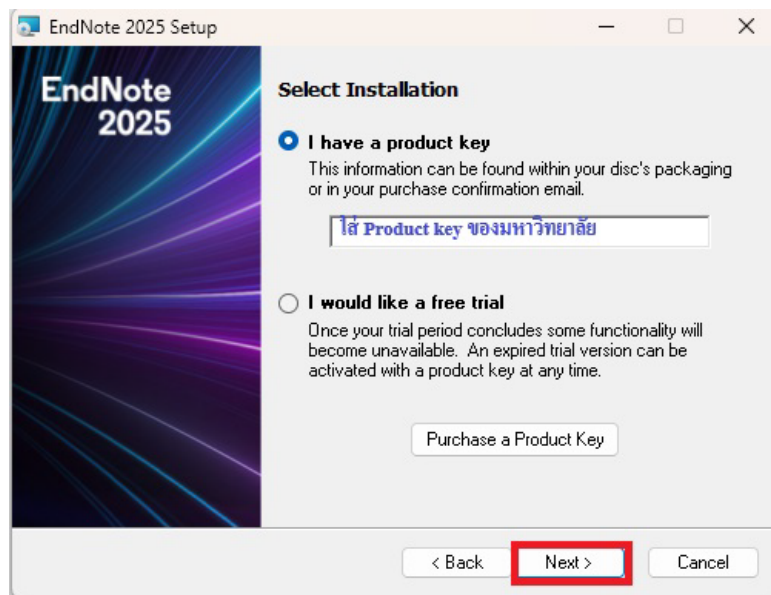 EndNote 2025 Setup
EndNote
2025
Select Installation
I have a product key
This information can be found within your disc's packaging
or in your purchase confirmation email.
ใส่ Product key ของมหาวิทยาลัย
I would like a free trial
Once your trial period concludes some functionality will
become unavailable. An expired trial version can be
activated with a product key at any time.
Purchase a Product Key
< Back
Next >
Cancel